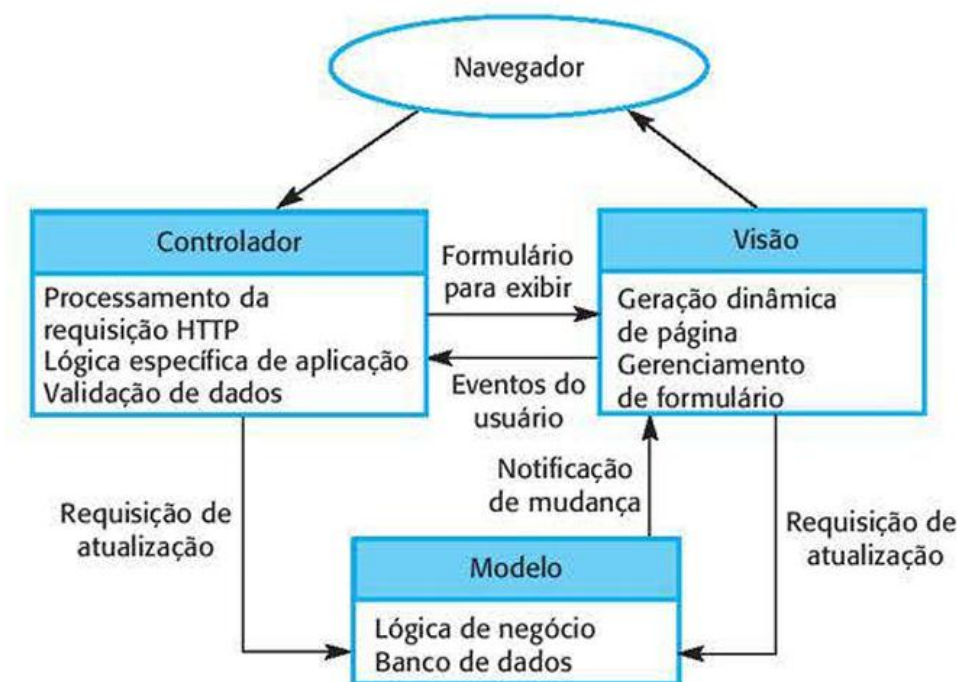 Navegador
Controlador
Processamento da
requisição HTTP
Lógica específica de aplicação
Validação de dados
Formulário
para exibir
Eventos do
usuário
Visão
Geração dinâmica
de página
Gerenciamento
de formulário
Requisição de
atualização
Notificação
de mudança
Requisição de
atualização
Modelo
Lógica de negócio
Banco de dados